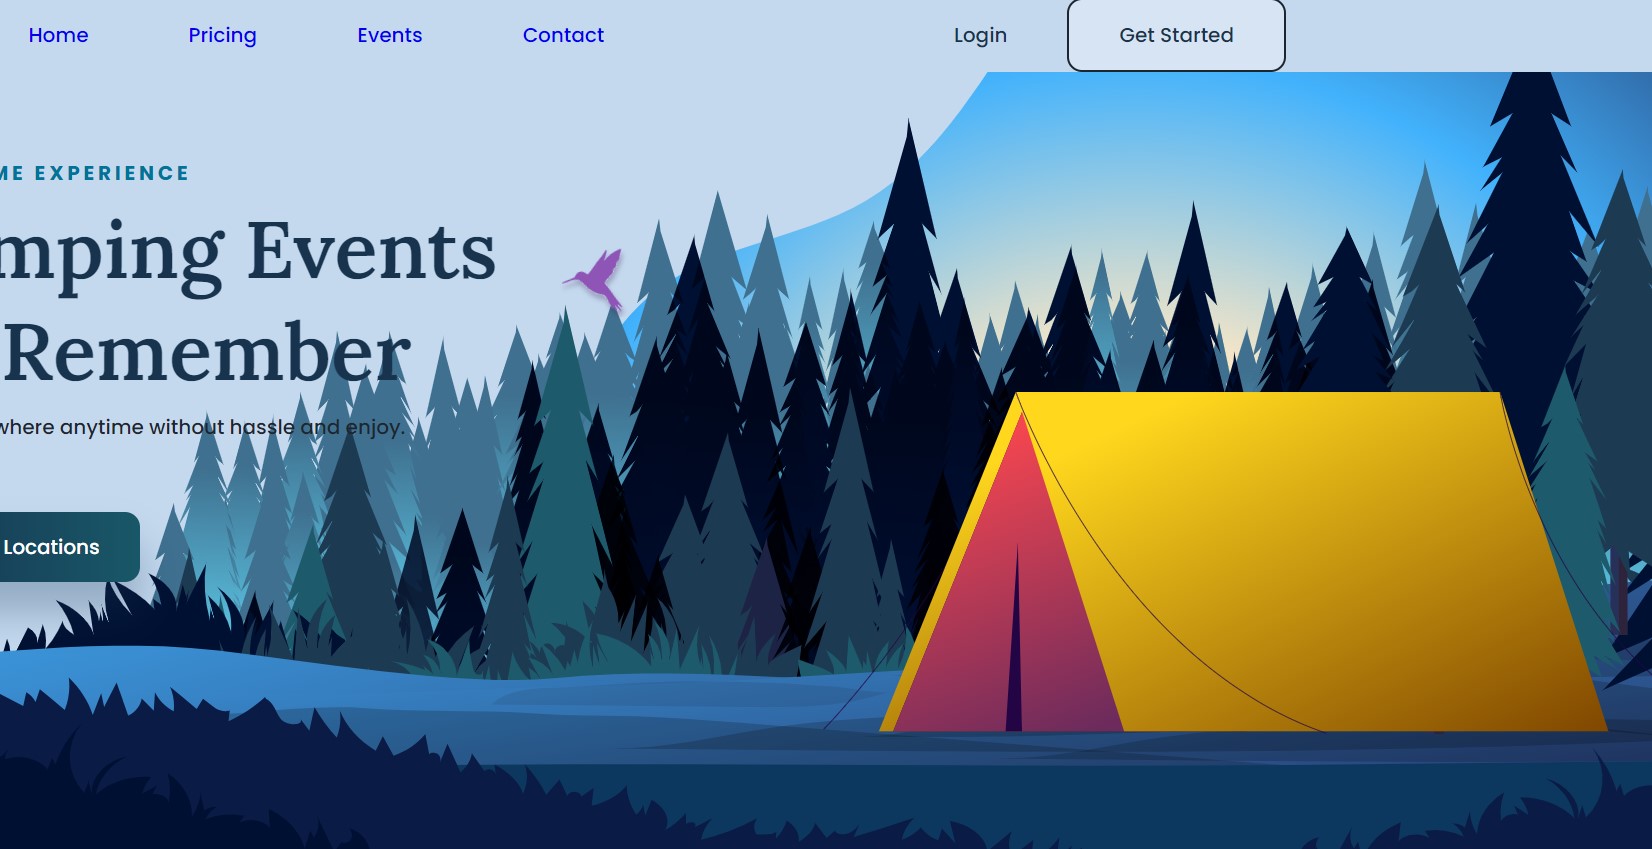 Home Pricing Events Contact Login Get Started
ME EXPERIENCE
mping Events
Remember
where anytime without hassle and enjoy.
Locations